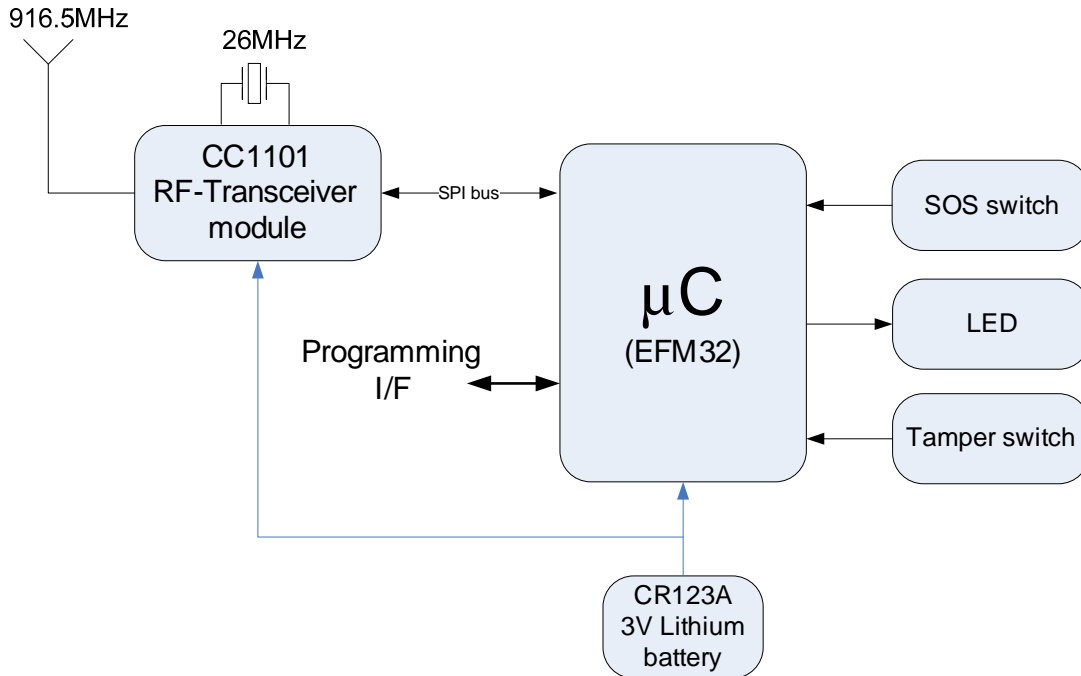 916.5MHz
26MHz
CC1101
RF-Transceiver
module
SPI bus
μC
(EFM32)
Programming
I/F
SOS switch
LED
Tamper switch
CR123A
3V Lithium
battery